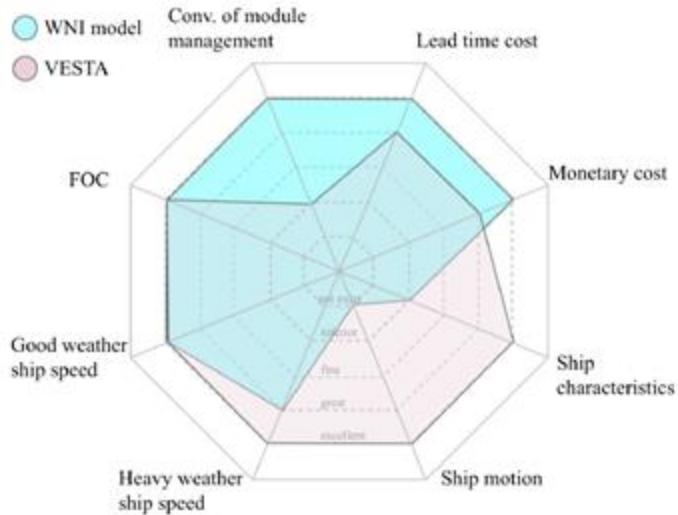 WNI model
VESTA
Conv. of module
management
Lead time cost
FOC
Monetary cost
Good weather
ship speed
Ship
characteristics
fine
great
excellent
Heavy weather
ship speed
Ship motion